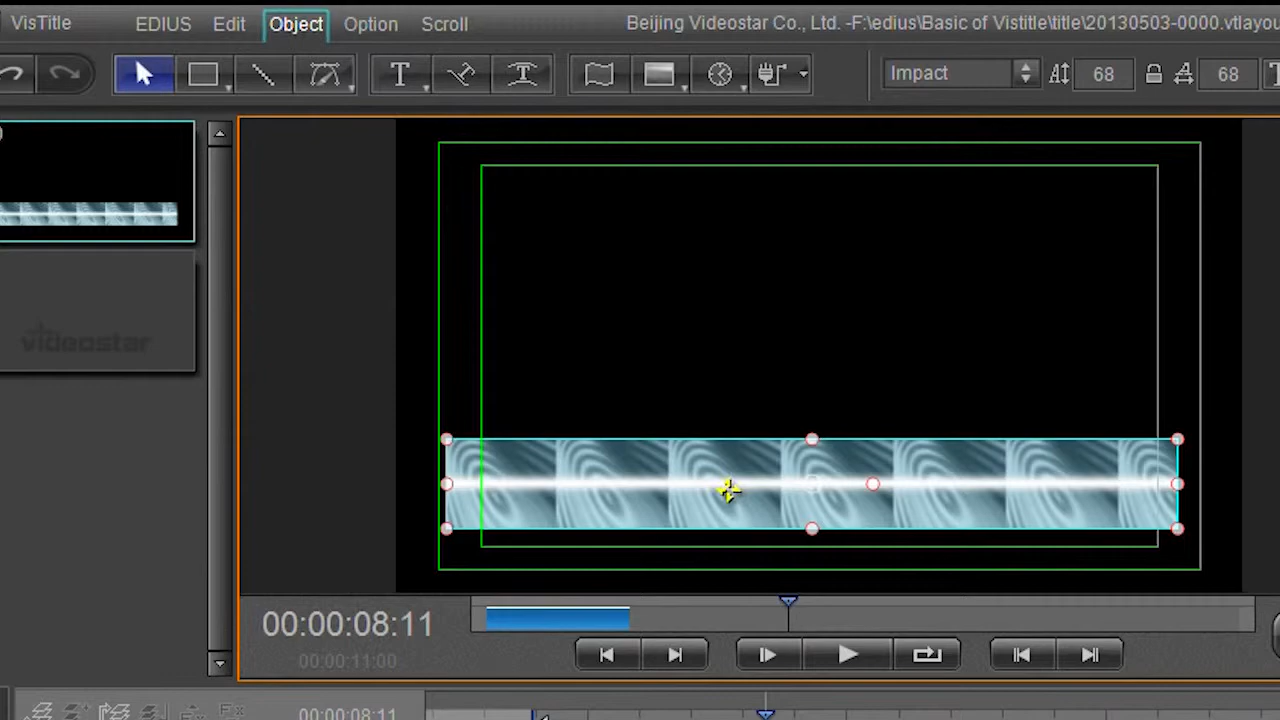 VisTitle EDIUS Edit Object Option Scroll Beijing Videostar Co., Ltd. -F:\edius\Basic of Vistitle\title\20130503-0000.vtlayou
T T Impact 68 68 T
videostar
00:00:08:11
00:00:11:00
00:00:08:11